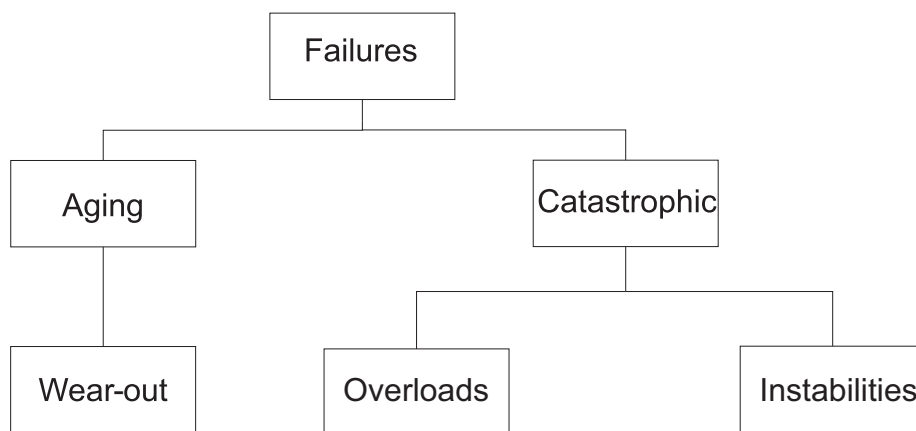 Failures
Aging
Catastrophic
Wear-out
Overloads
Instabilities